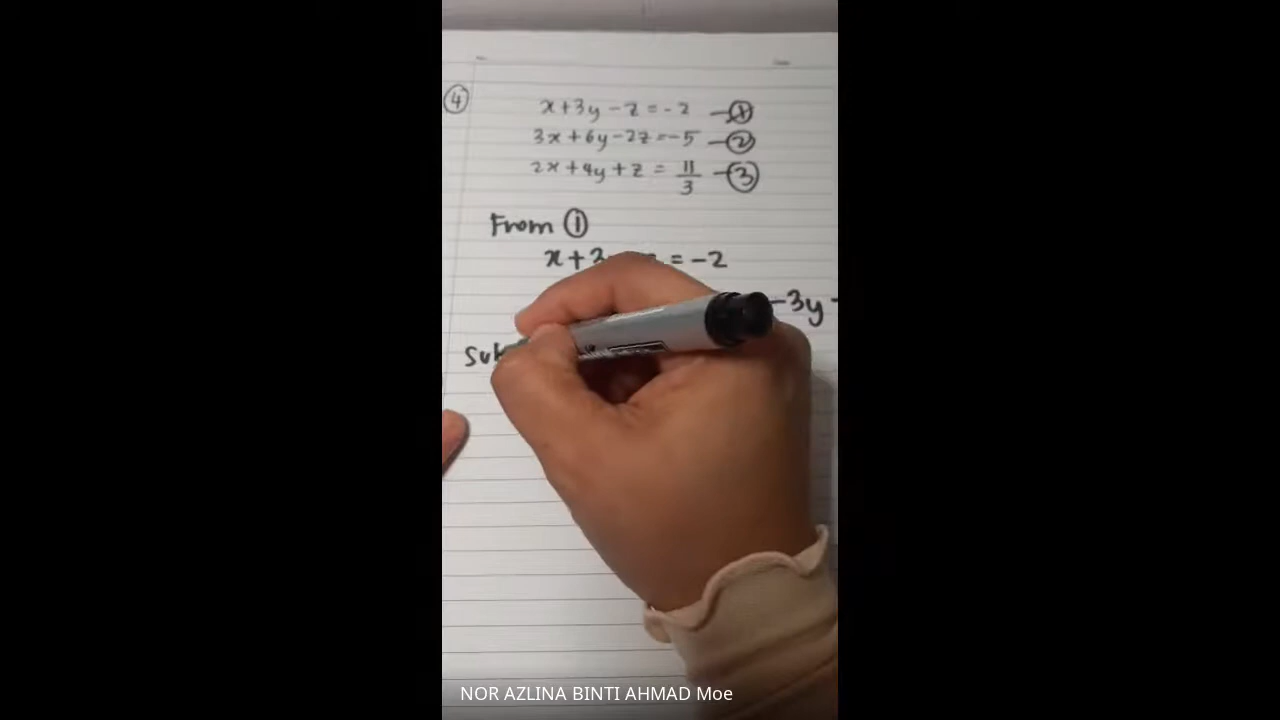 ④
x+3y-z=-2 -①
3x+6y-2z=-5 -②
2x+4y+z = 11/3 -③
From ①
x+3 = -2
-3y
NOR AZLINA BINTI AHMAD Moe